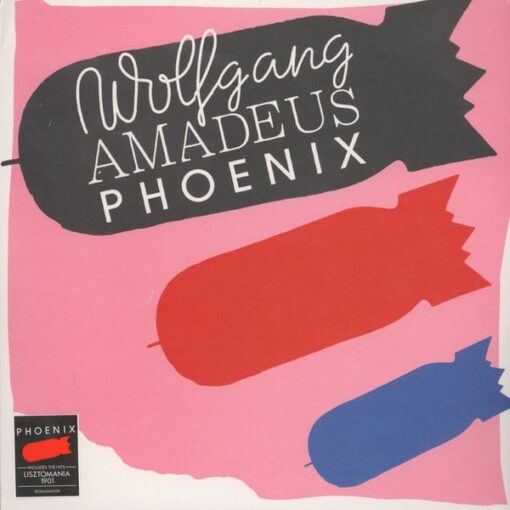 Wolfgang
AMADEUS
PHOENIX
PHOENIX
INCLUDES THE HITS
LISZTOMANIA
1901